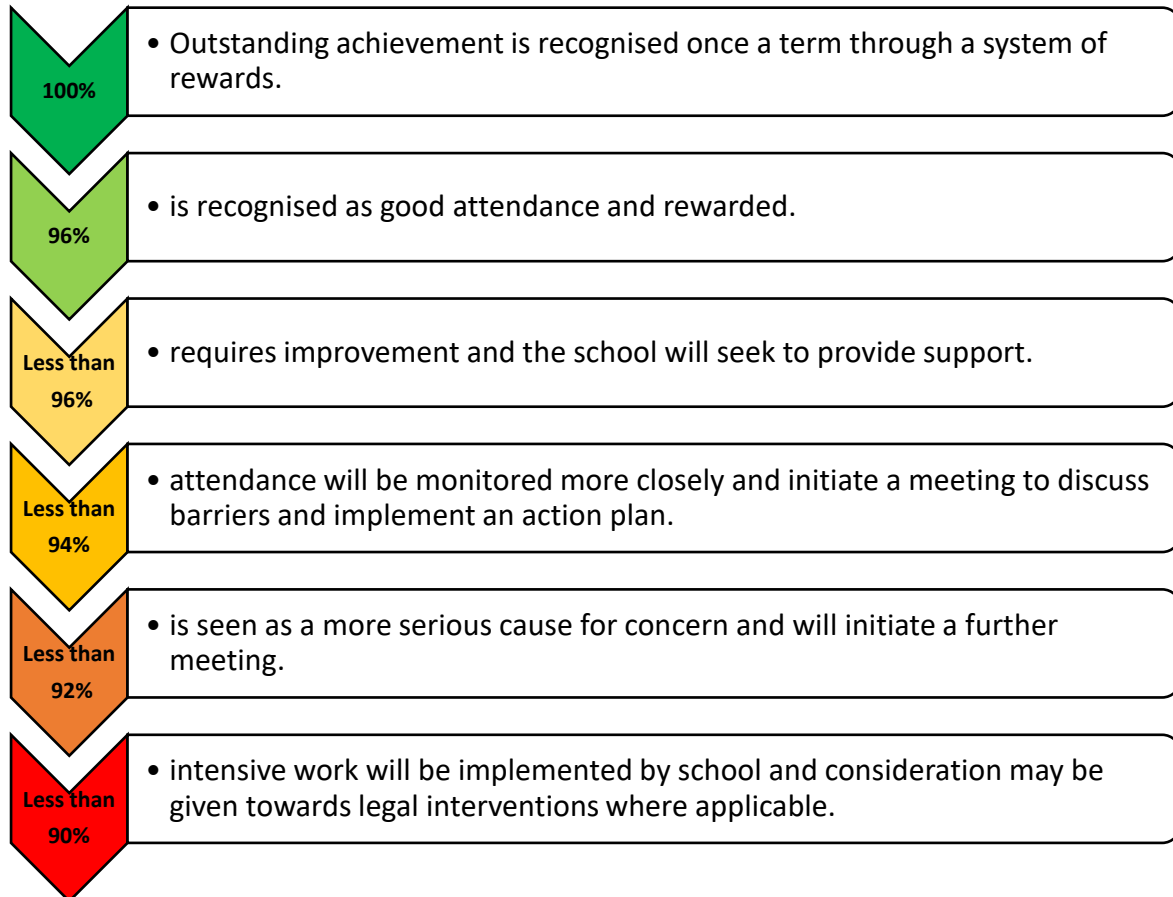 100%
• Outstanding achievement is recognised once a term through a system of
rewards.
96%
• is recognised as good attendance and rewarded.
Less than
96%
• requires improvement and the school will seek to provide support.
Less than
94%
• attendance will be monitored more closely and initiate a meeting to discuss
barriers and implement an action plan.
Less than
92%
• is seen as a more serious cause for concern and will initiate a further
meeting.
Less than
90%
• intensive work will be implemented by school and consideration may be
given towards legal interventions where applicable.